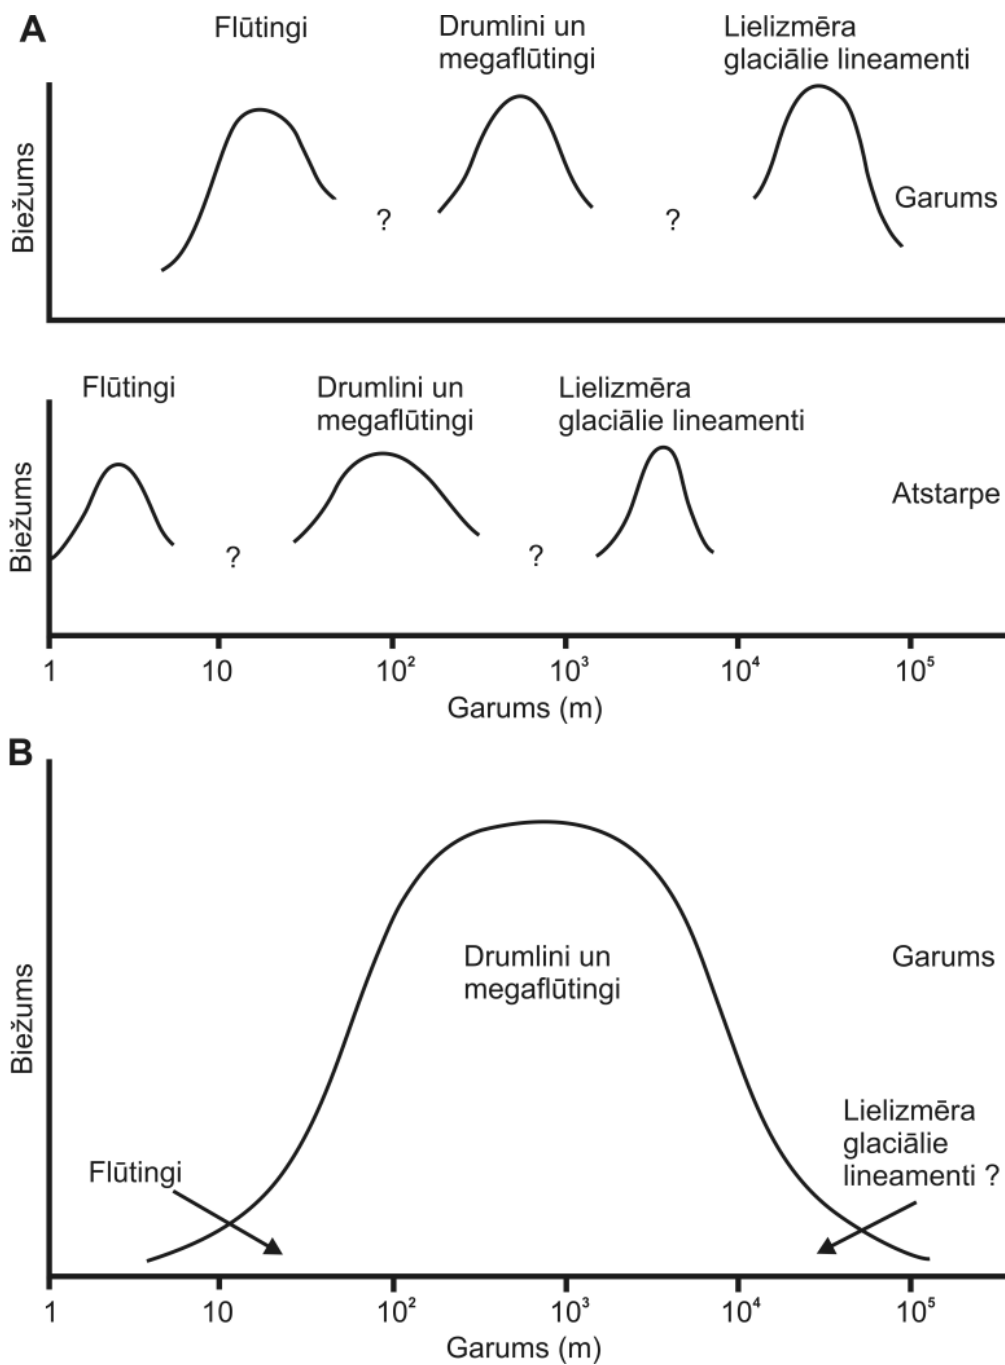 A
Flūtingi
Drumlini un
megaflūtingi
Lielizmēra
glaciālie lineamenti
Biežums
Garums
?
?
Flūtingi
Drumlini un
megaflūtingi
Lielizmēra
glaciālie lineamenti
Biežums
Atstarpe
?
?
1 10 10² 10³ 10⁴ 10⁵
Garums (m)
B
Biežums
Drumlini un
megaflūtingi
Garums
Flūtingi
Lielizmēra
glaciālie
lineamenti ?
1 10 10² 10³ 10⁴ 10⁵
Garums (m)